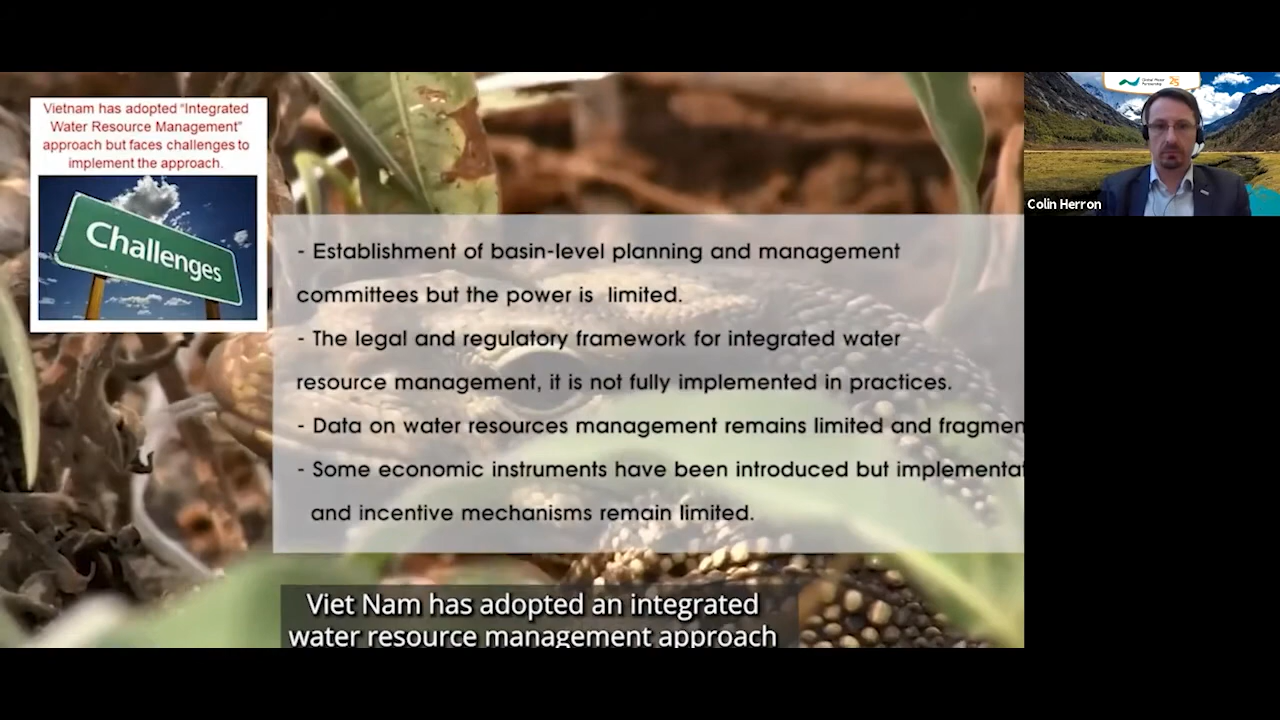 Vietnam has adopted "Integrated
Water Resource Management"
approach but faces challenges to
implement the approach.
Challenges
- Establishment of basin-level planning and management
committees but the power is limited.
- The legal and regulatory framework for integrated water
resource management, it is not fully implemented in practices.
- Data on water resources management remains limited and fragmen
- Some economic instruments have been introduced but implementat
and incentive mechanisms remain limited.
Viet Nam has adopted an integrated
water resource management approach
Global Water
Partnership
Colin Herron